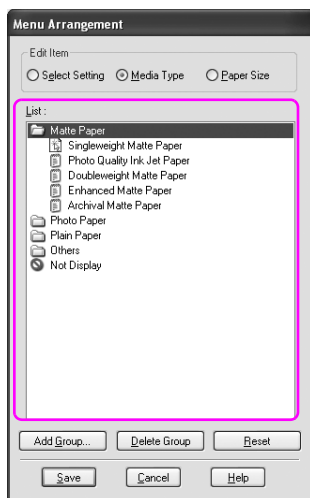 Menu Arrangement
Edit Item
Select Setting Media Type Paper Size
List :
Matte Paper
Singleweight Matte Paper
Photo Quality Ink Jet Paper
Doubleweight Matte Paper
Enhanced Matte Paper
Archival Matte Paper
Photo Paper
Plain Paper
Others
Not Display
Add Group... Delete Group Reset
Save Cancel Help